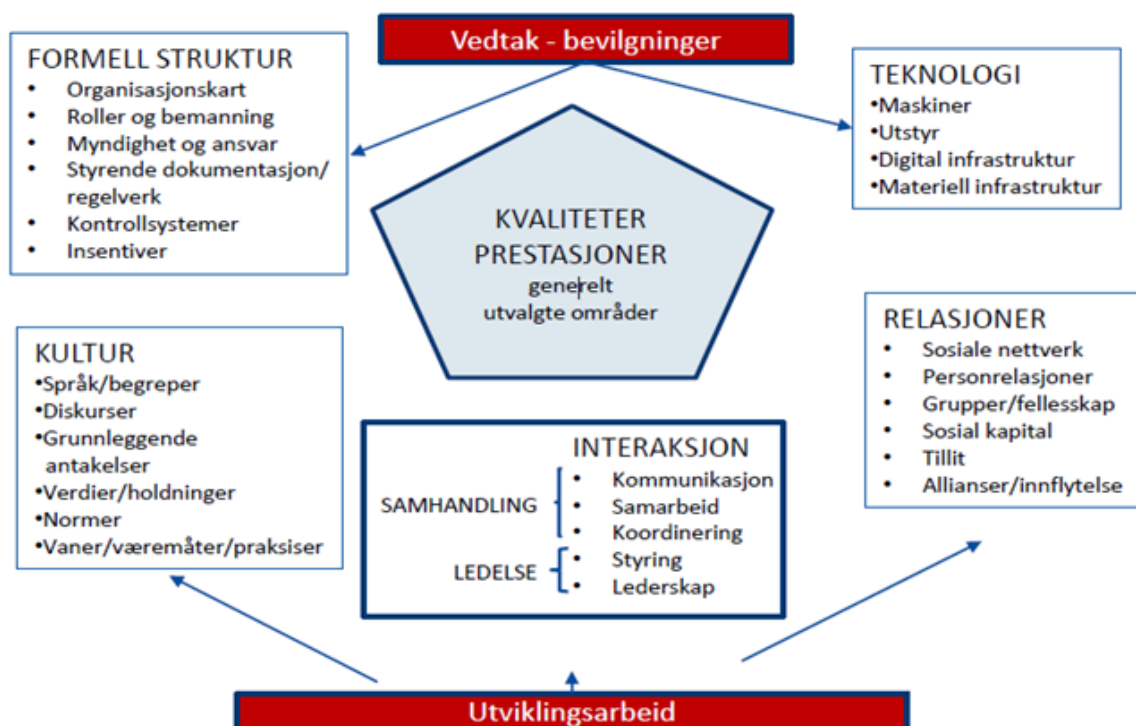 Vedtak - bevilgninger
FORMELL STRUKTUR
• Organisasjonskart
• Roller og bemanning
• Myndighet og ansvar
• Styrende dokumentasjon/
regelverk
• Kontrollsystemer
• Insentiver
TEKNOLOGI
•Maskiner
•Utstyr
•Digital infrastruktur
•Materiell infrastruktur
KVALITETER
PRESTASJONER
generelt
utvalgte områder
KULTUR
•Språk/begreper
•Diskurser
•Grunnleggende
antakelser
•Verdier/holdninger
•Normer
•Vaner/væremåter/praksiser
RELASJONER
• Sosiale nettverk
• Personrelasjoner
• Grupper/fellesskap
• Sosial kapital
• Tillit
• Allianser/innflytelse
INTERAKSJON
SAMHANDLING
• Kommunikasjon
• Samarbeid
• Koordinering
LEDELSE
• Styring
• Lederskap
Utviklingsarbeid